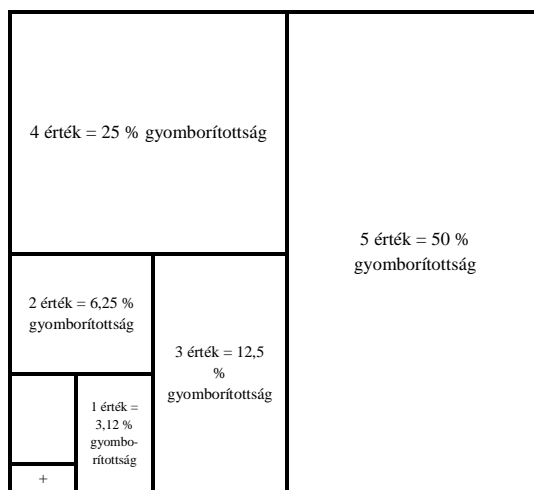 4 érték = 25 % gyomborítottság
5 érték = 50 %
gyomborítottság
2 érték = 6,25 %
gyomborítottság
3 érték = 12,5
%
gyomborítottság
1 érték =
3,12 %
gyombo-
rítottság
+